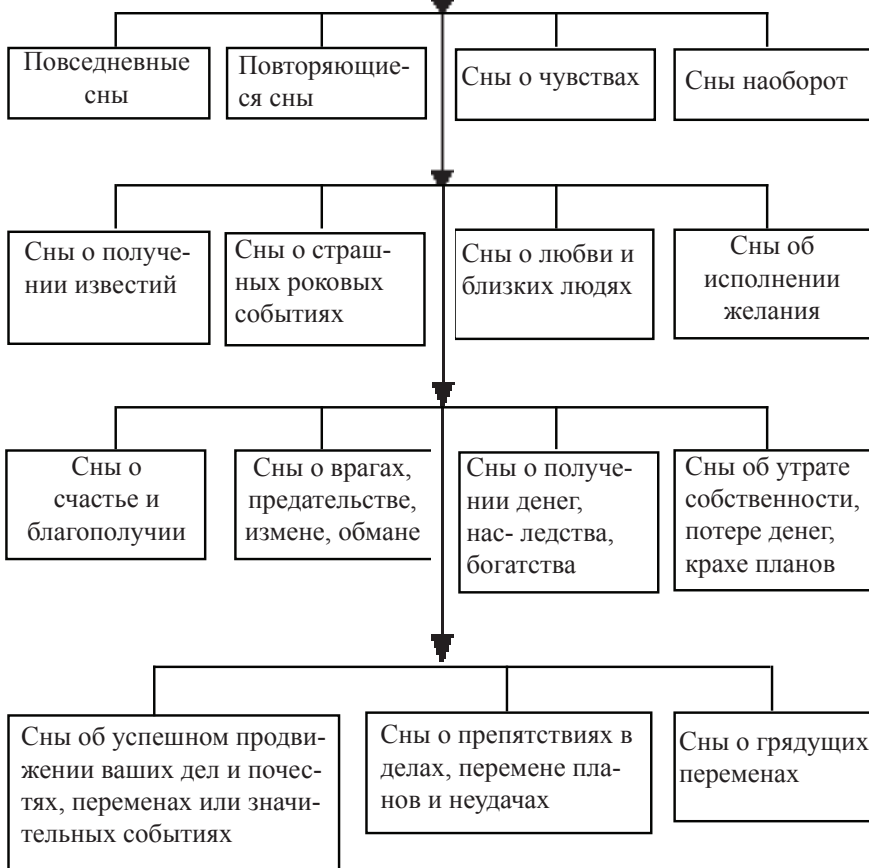 Повседневные
сны
Повторяющие-
ся сны
Сны о чувствах
Сны наоборот
Сны о получе-
нии известий
Сны о страш-
ных роковых
событиях
Сны о любви и
близких людях
Сны об
исполнении
желания
Сны о
счастье и
благополучии
Сны о врагах,
предательстве,
измене, обмане
Сны о получе-
нии денег,
нас- ледства,
богатства
Сны об утрате
собственности,
потере денег,
крахе планов
Сны об успешном продви-
жении ваших дел и почес-
тях, переменах или значи-
тельных событиях
Сны о препятствиях в
делах, перемене пла-
нов и неудачах
Сны о грядущих
переменах